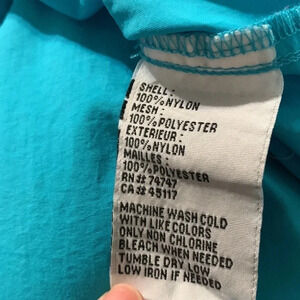 SHELL:
100%NYLON
MESH:
100%POLYESTER
EXTERIEUR:
100%NYLON
MAILLES:
100%POLYESTER
RN# 74747
CA# 45117
MACHINE WASH COLD
WITH LIKE COLORS
ONLY NON CHLORINE
BLEACH WHEN NEEDED
TUMBLE DRY LOW
LOW IRON IF NEEDED